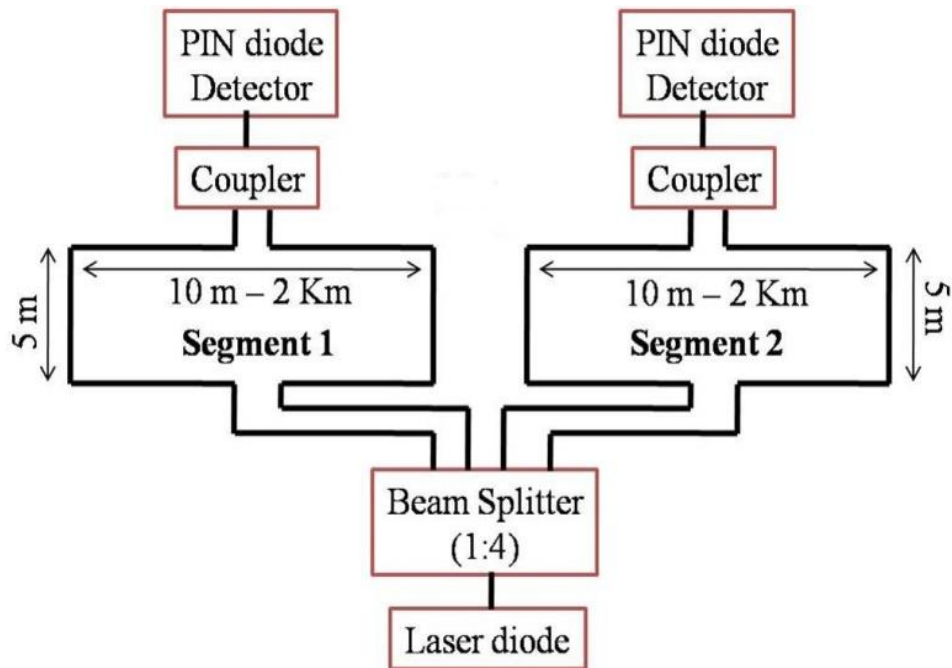 PIN diode
Detector
PIN diode
Detector
Coupler
Coupler
5 m
10 m – 2 Km
Segment 1
10 m – 2 Km
Segment 2
5 m
Beam Splitter
(1:4)
Laser diode